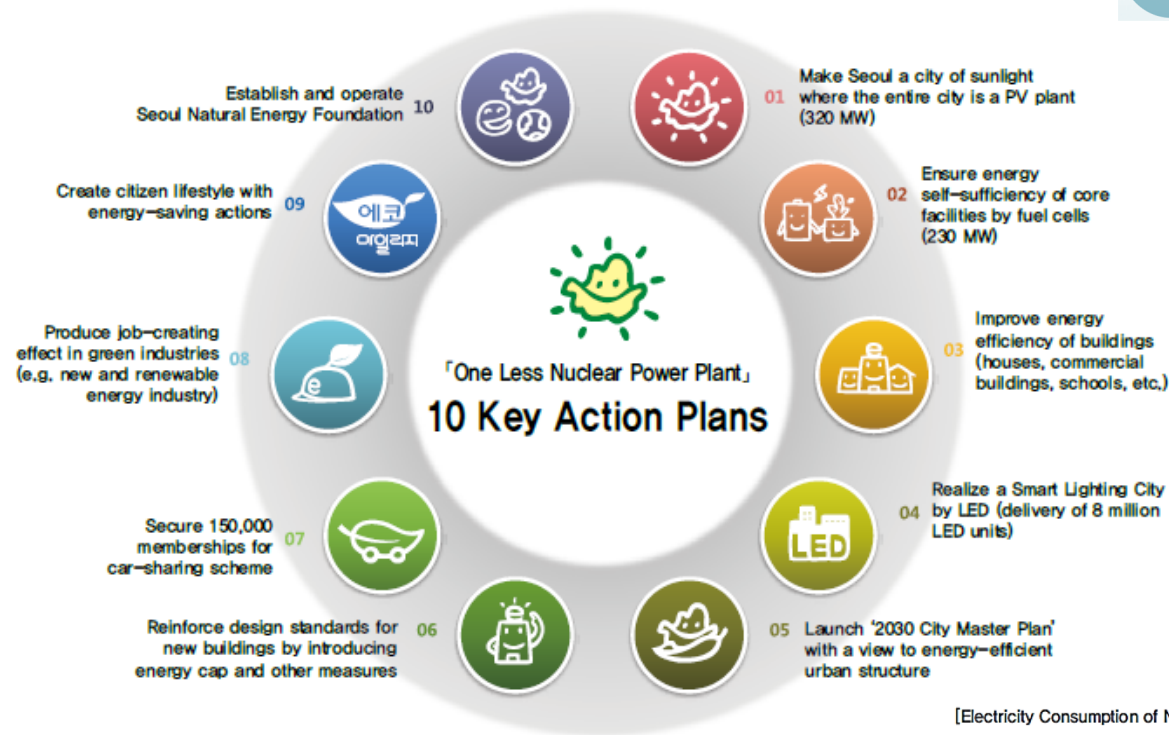 「One Less Nuclear Power Plant」
10 Key Action Plans
01
Make Seoul a city of sunlight
where the entire city is a PV plant
(320 MW)
02
Ensure energy
self-sufficiency of core
facilities by fuel cells
(230 MW)
03
Improve energy
efficiency of buildings
(houses, commercial
buildings, schools, etc.)
04
Realize a Smart Lighting City
by LED (delivery of 8 million
LED units)
LED
05
Launch '2030 City Master Plan'
with a view to energy-efficient
urban structure
06
Reinforce design standards for
new buildings by introducing
energy cap and other measures
07
Secure 150,000
memberships for
car-sharing scheme
08
Produce job-creating
effect in green industries
(e.g. new and renewable
energy industry)
e
09
Create citizen lifestyle with
energy-saving actions
에코
마일리지
10
Establish and operate
Seoul Natural Energy Foundation
[Electricity Consumption of N